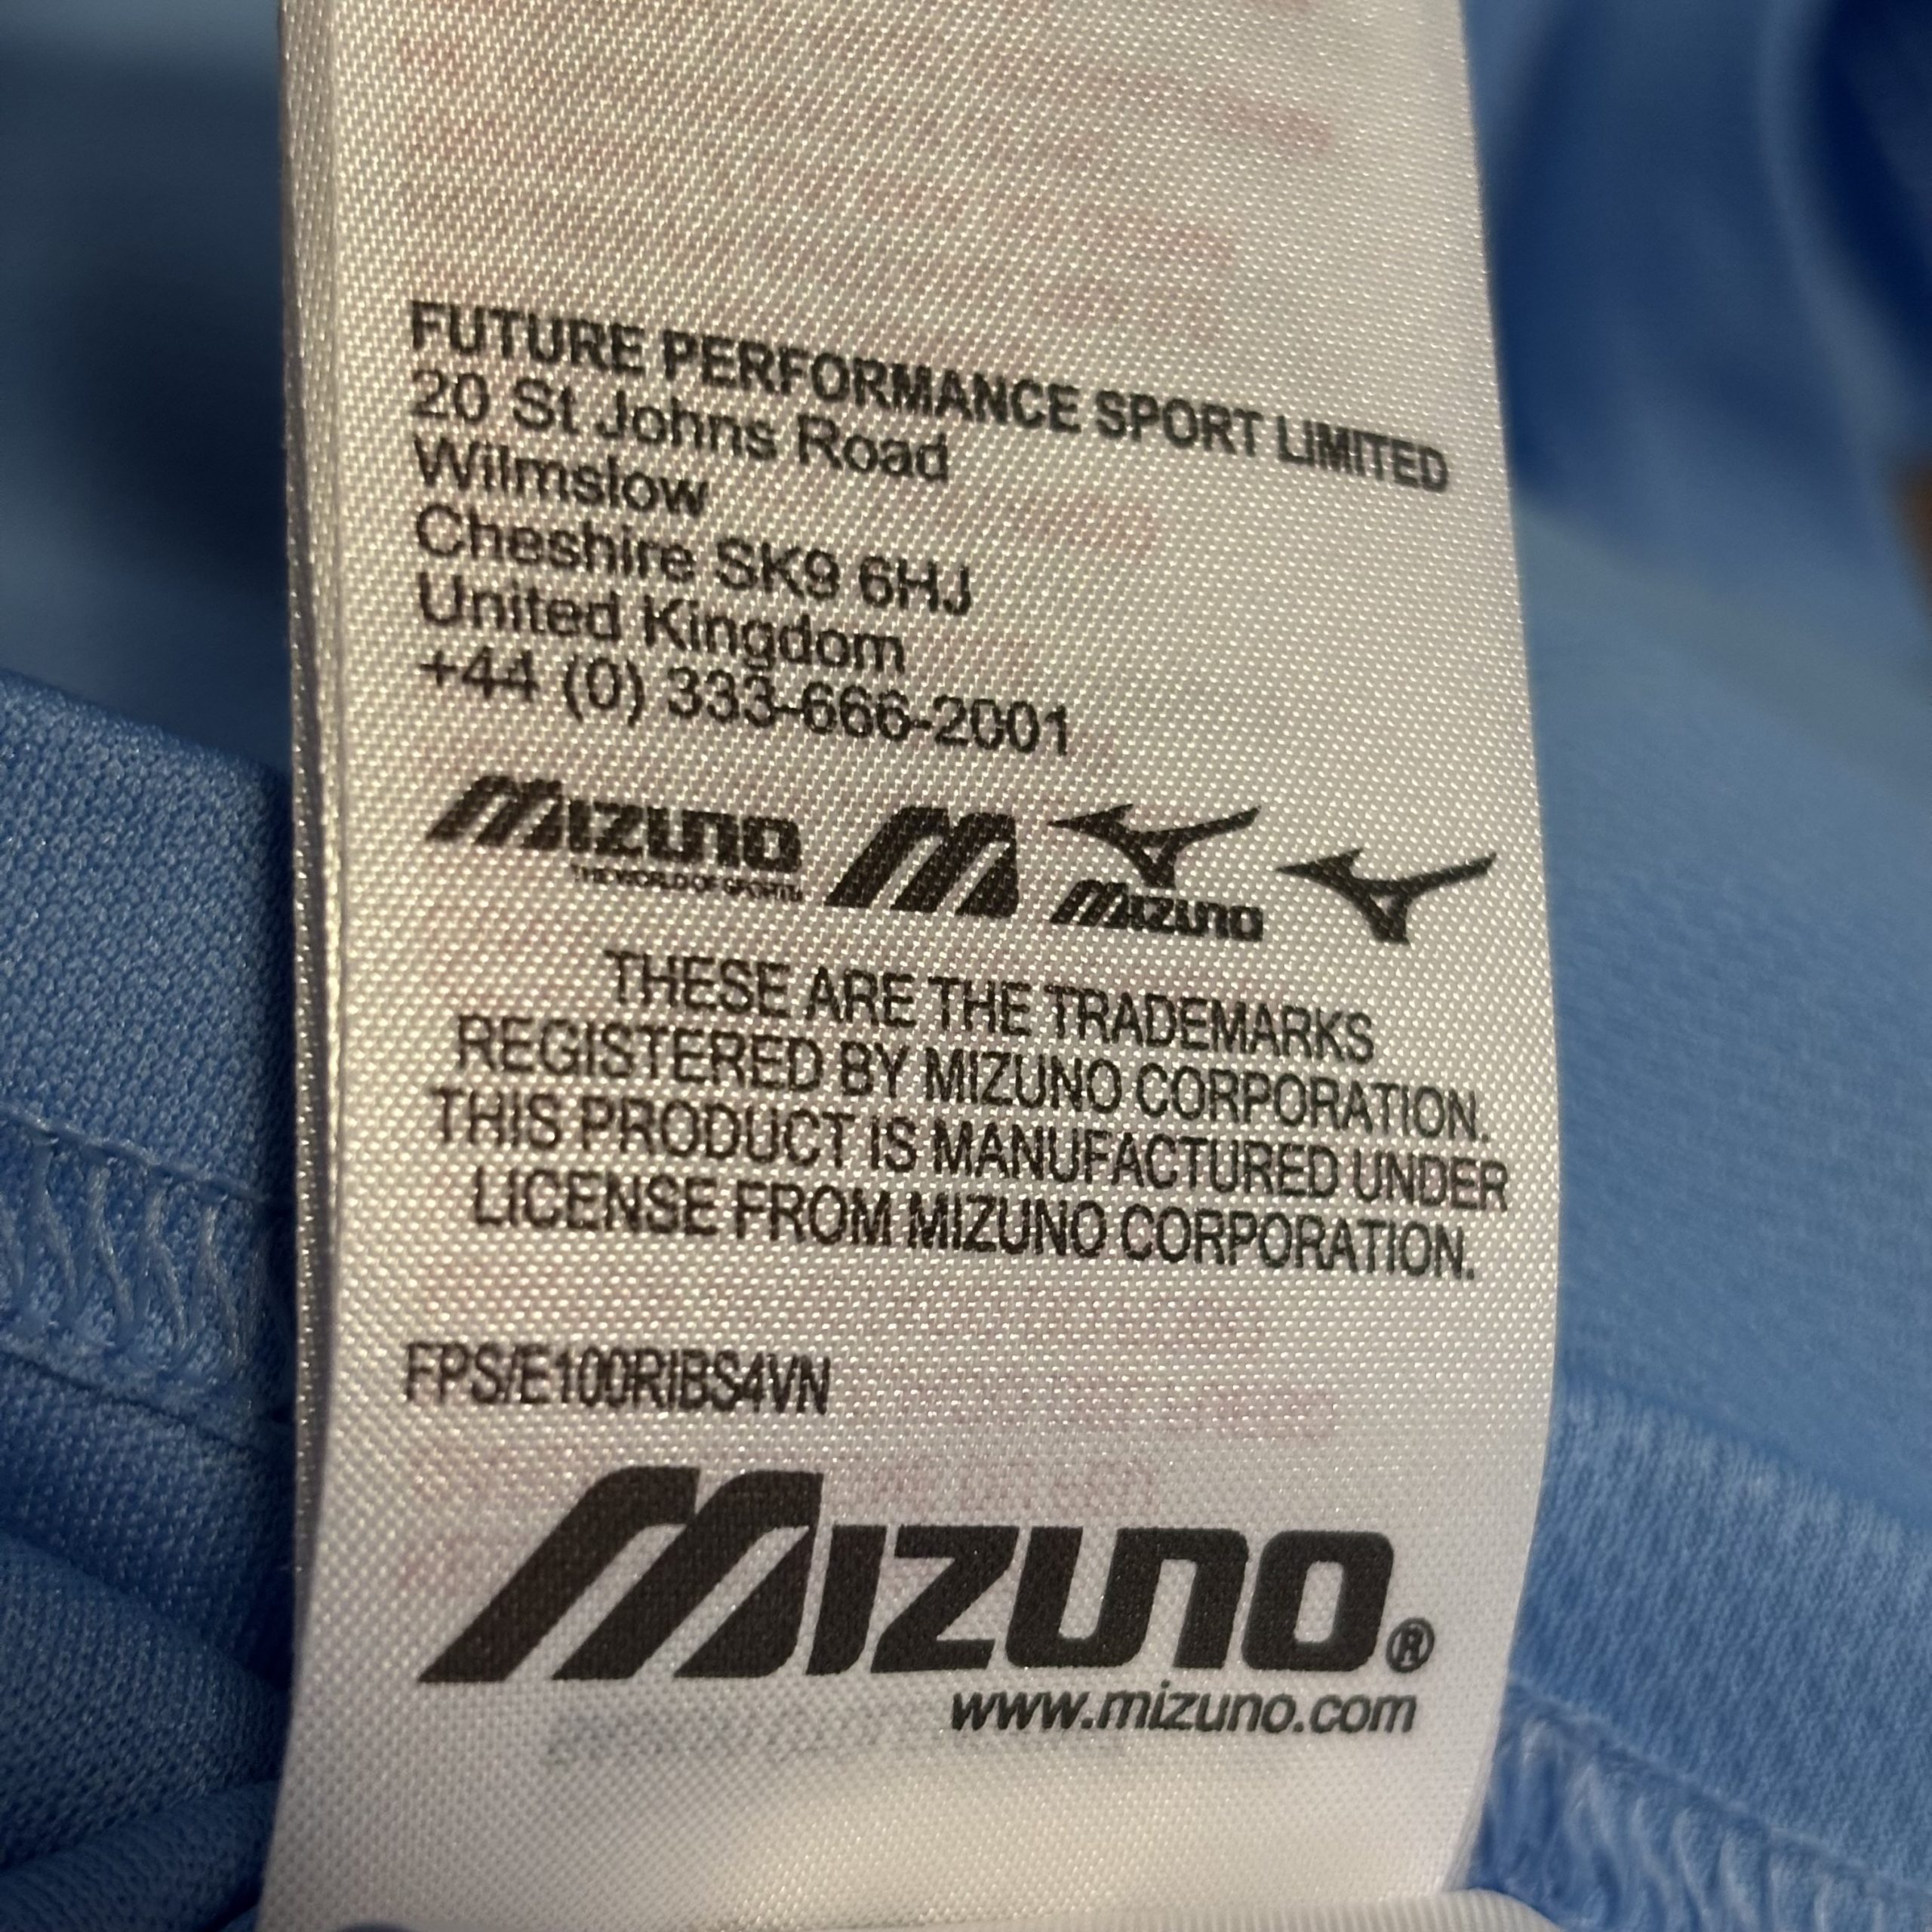 FUTURE PERFORMANCE SPORT LIMITED
20 St Johns Road
Wilmslow
Cheshire SK9 6HJ
United Kingdom
+44 (0) 333-666-2001
MIZUNO M MIZUNO
THE WORLD OF SPORTS
THESE ARE THE TRADEMARKS
REGISTERED BY MIZUNO CORPORATION.
THIS PRODUCT IS MANUFACTURED UNDER
LICENSE FROM MIZUNO CORPORATION.
FPS/E100RIBS4VN
MIZUNO®
www.mizuno.com